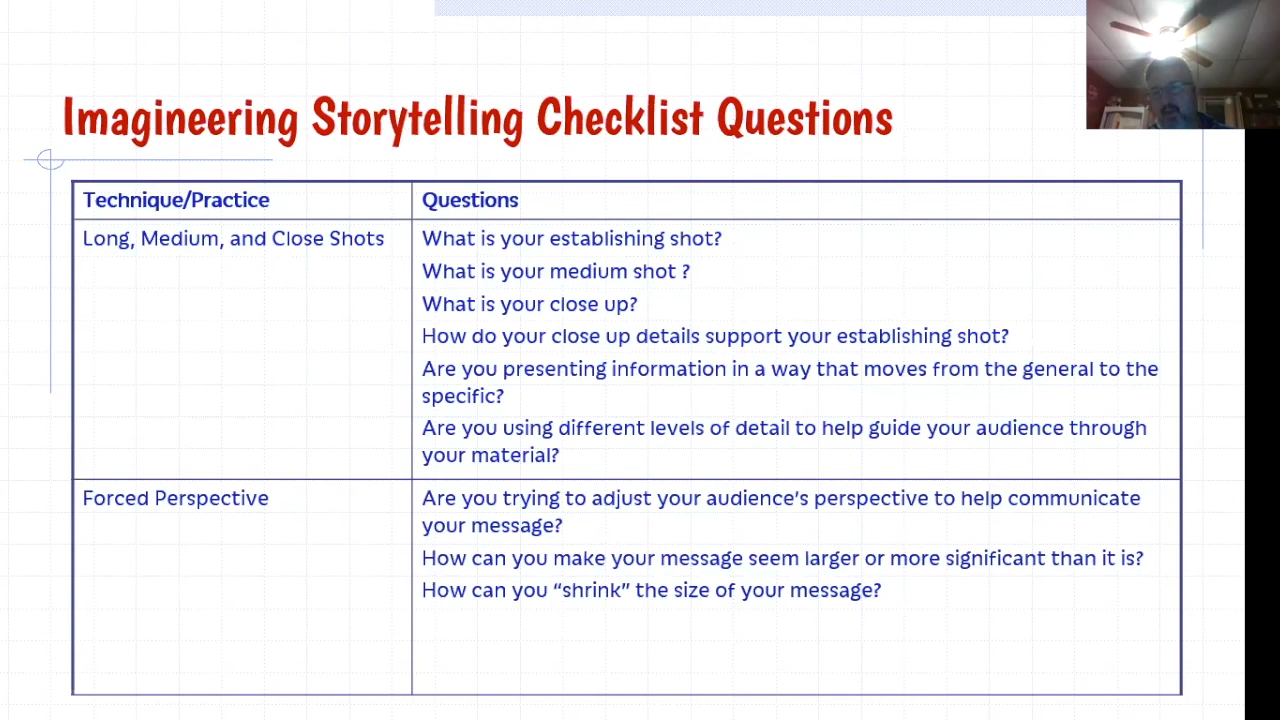 Imagineering Storytelling Checklist Questions
Technique/Practice
Questions
Long, Medium, and Close Shots
What is your establishing shot?
What is your medium shot ?
What is your close up?
How do your close up details support your establishing shot?
Are you presenting information in a way that moves from the general to the
specific?
Are you using different levels of detail to help guide your audience through
your material?
Forced Perspective
Are you trying to adjust your audience’s perspective to help communicate
your message?
How can you make your message seem larger or more significant than it is?
How can you “shrink” the size of your message?